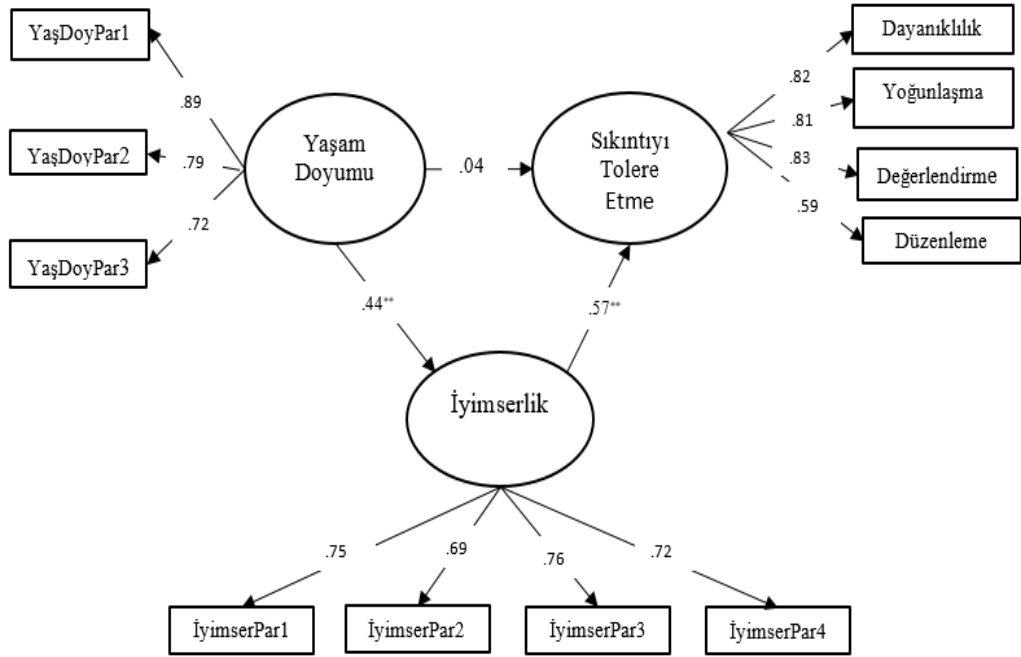 YaşDoyPar1
Dayanıklılık
.89
.82
Yoğunlaşma
YaşDoyPar2
.79
Yaşam
Doyumu
.04
Sıkıntıyı
Tolere
Etme
.81
.83
Değerlendirme
.72
.59
Düzenleme
YaşDoyPar3
.44**
.57**
İyimserlik
.75
.69
.76
.72
İyimserPar1
İyimserPar2
İyimserPar3
İyimserPar4